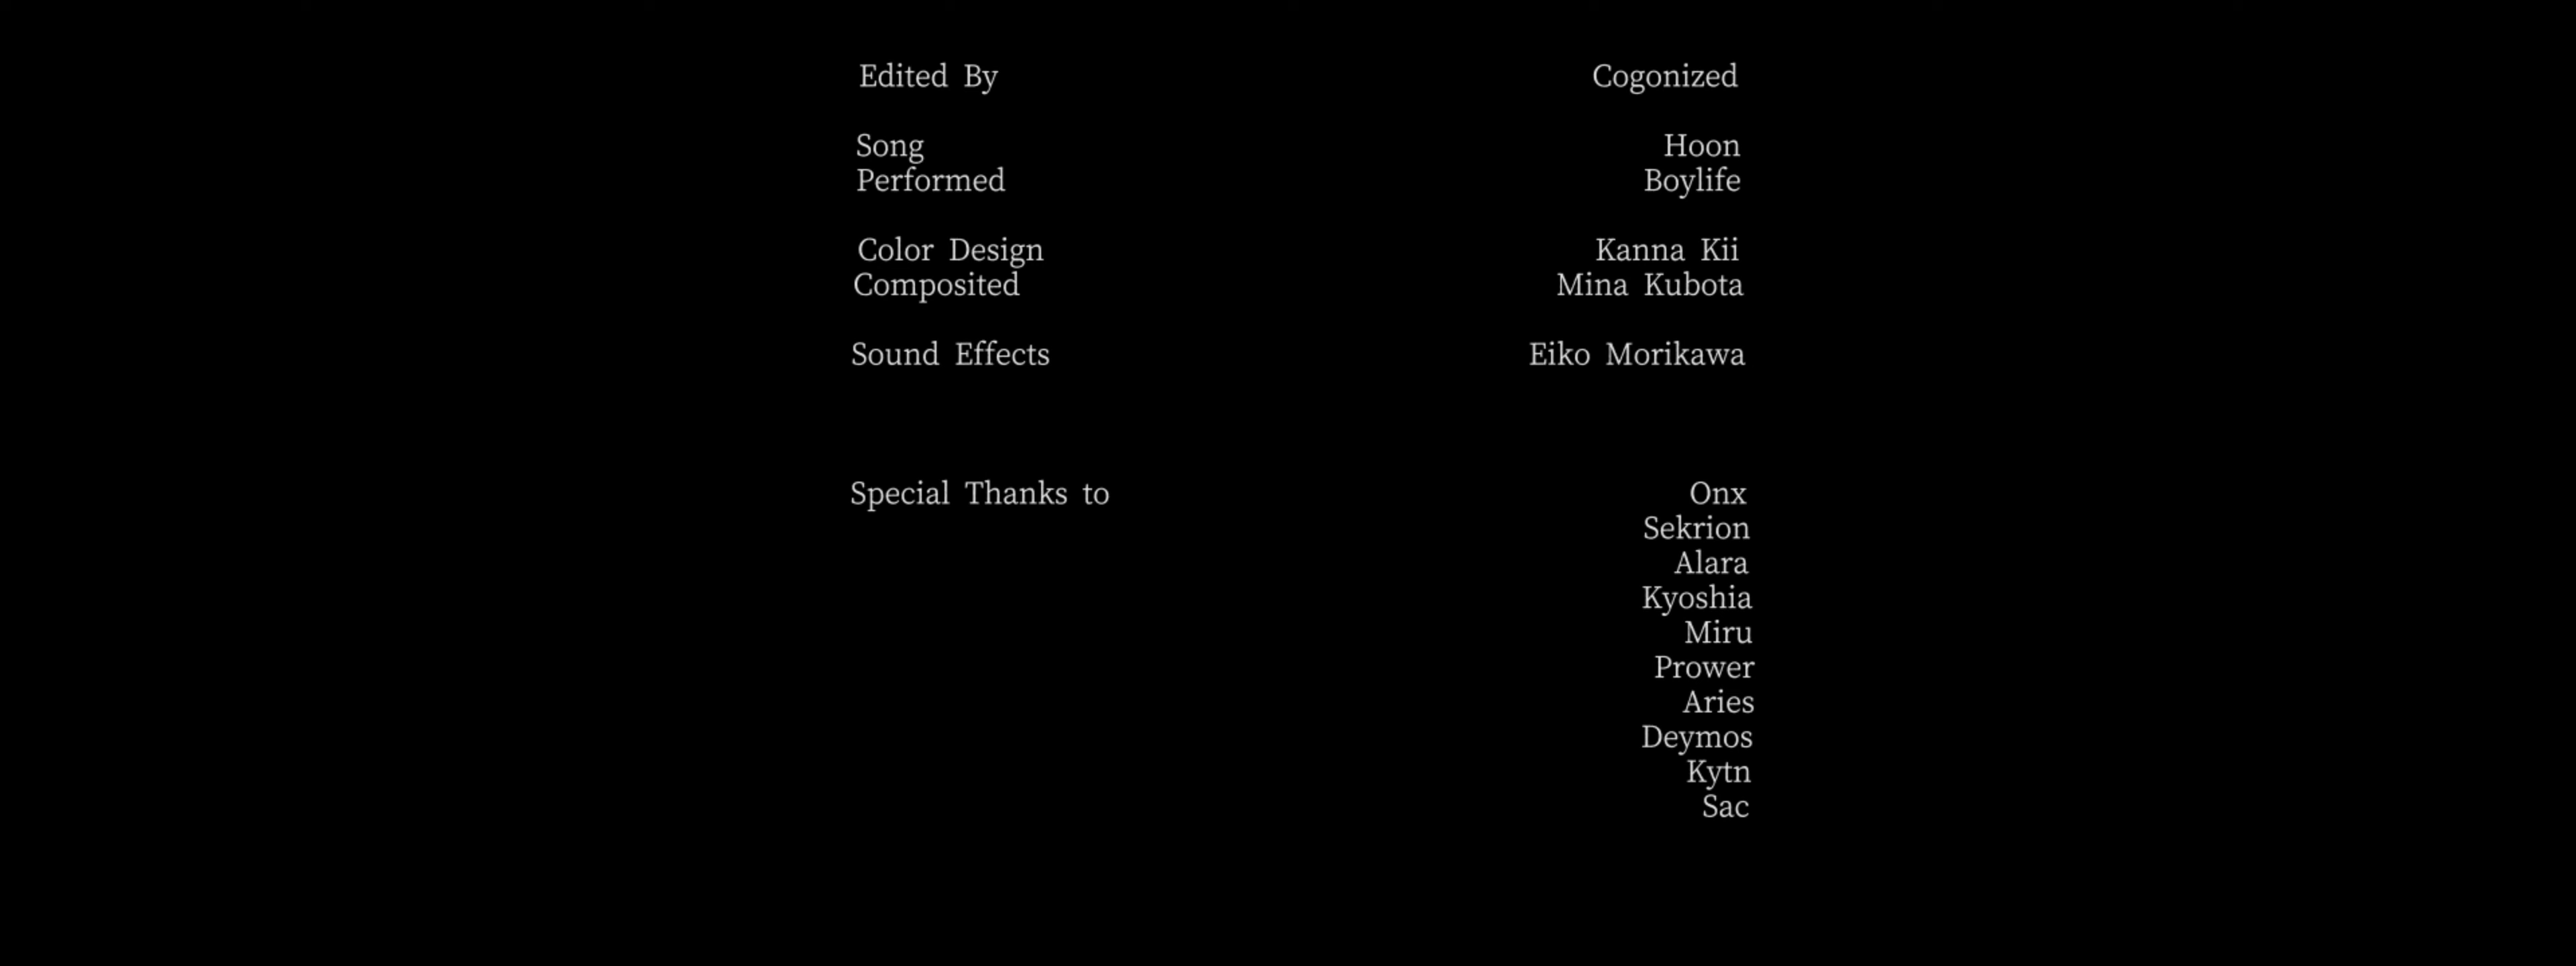 Edited By Cogonized
Song Hoon
Performed Boylife
Color Design Kanna Kii
Composited Mina Kubota
Sound Effects Eiko Morikawa
Special Thanks to Onx
Sekrion
Alara
Kyoshia
Miru
Prower
Aries
Deymos
Kytn
Sac